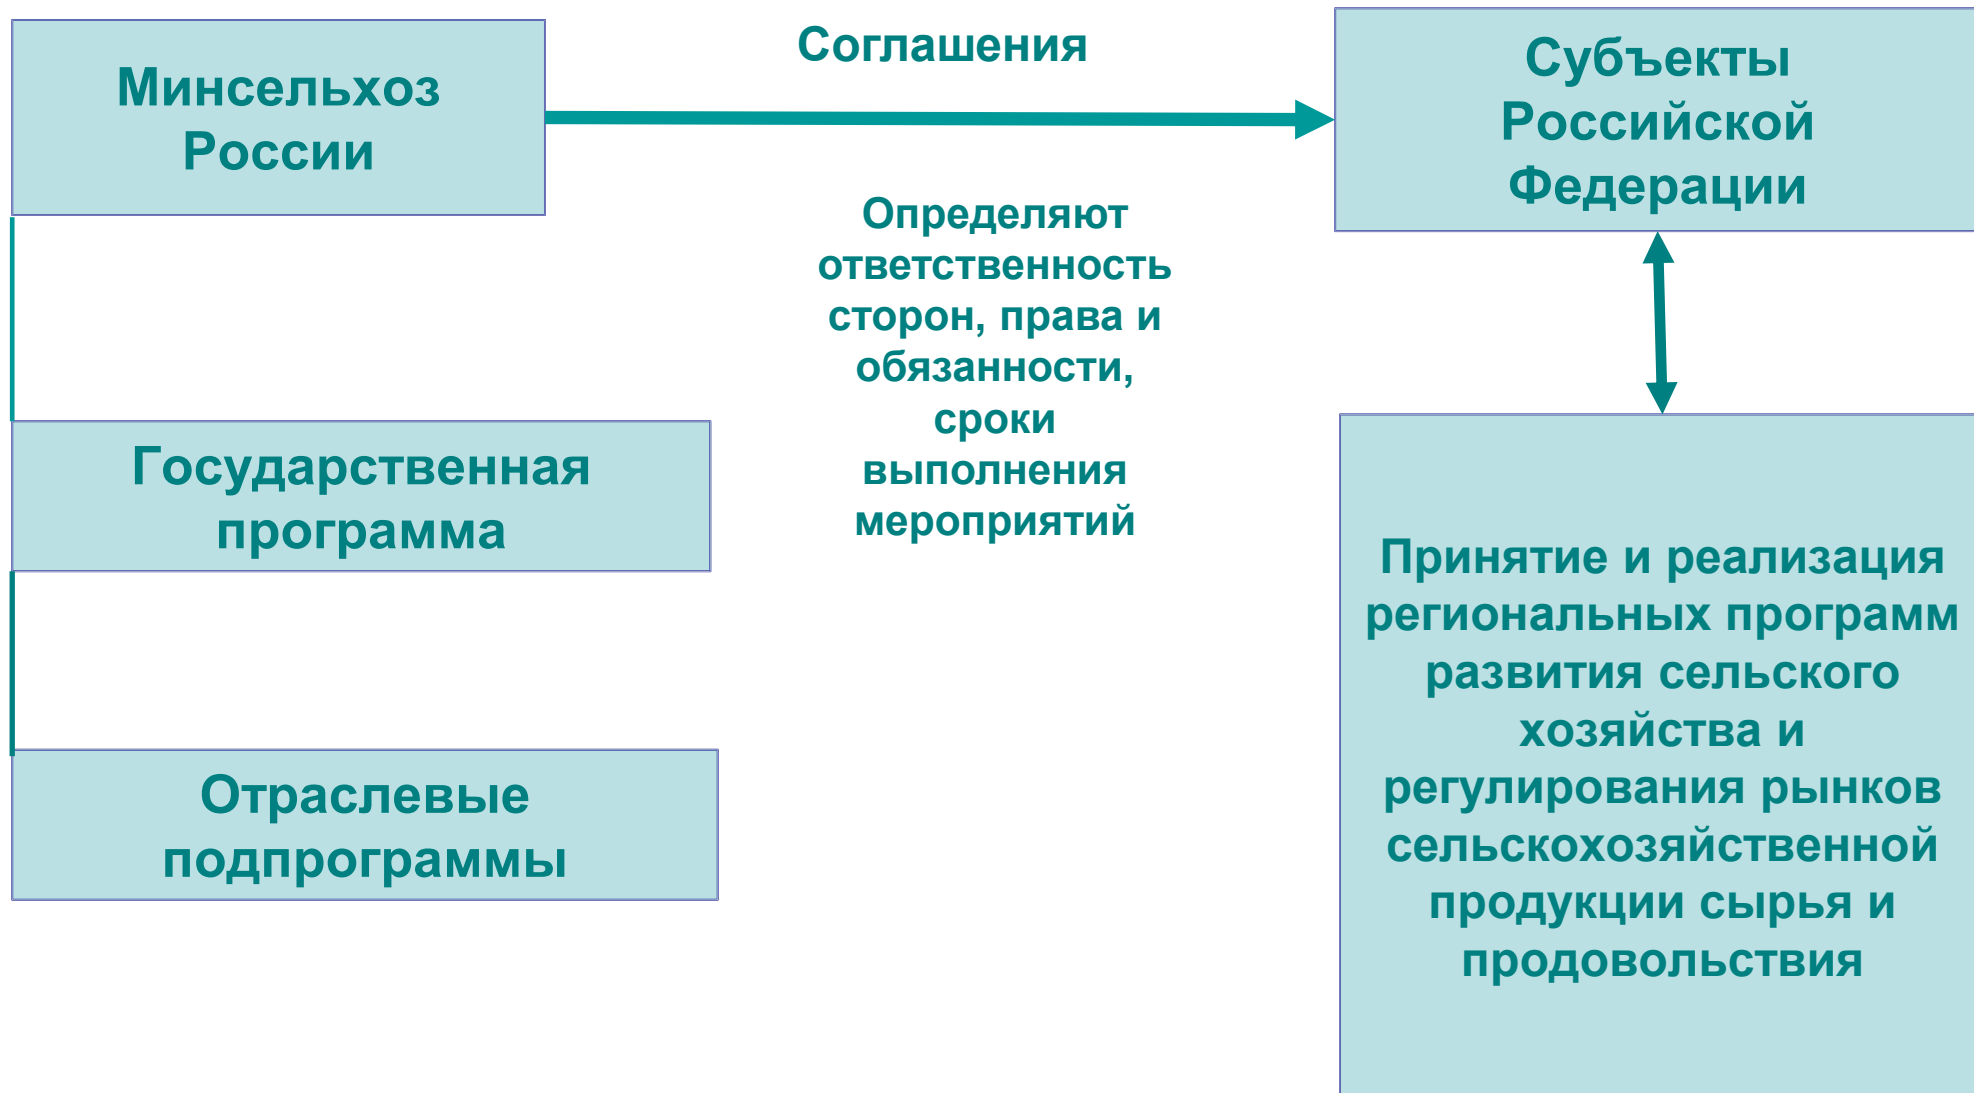 Минсельхоз
России
Соглашения
Субъекты
Российской
Федерации
Определяют
ответственность
сторон, права и
обязанности,
сроки
выполнения
мероприятий
Государственная
программа
Отраслевые
подпрограммы
Принятие и реализация
региональных программ
развития сельского
хозяйства и
регулирования рынков
сельскохозяйственной
продукции сырья и
продовольствия